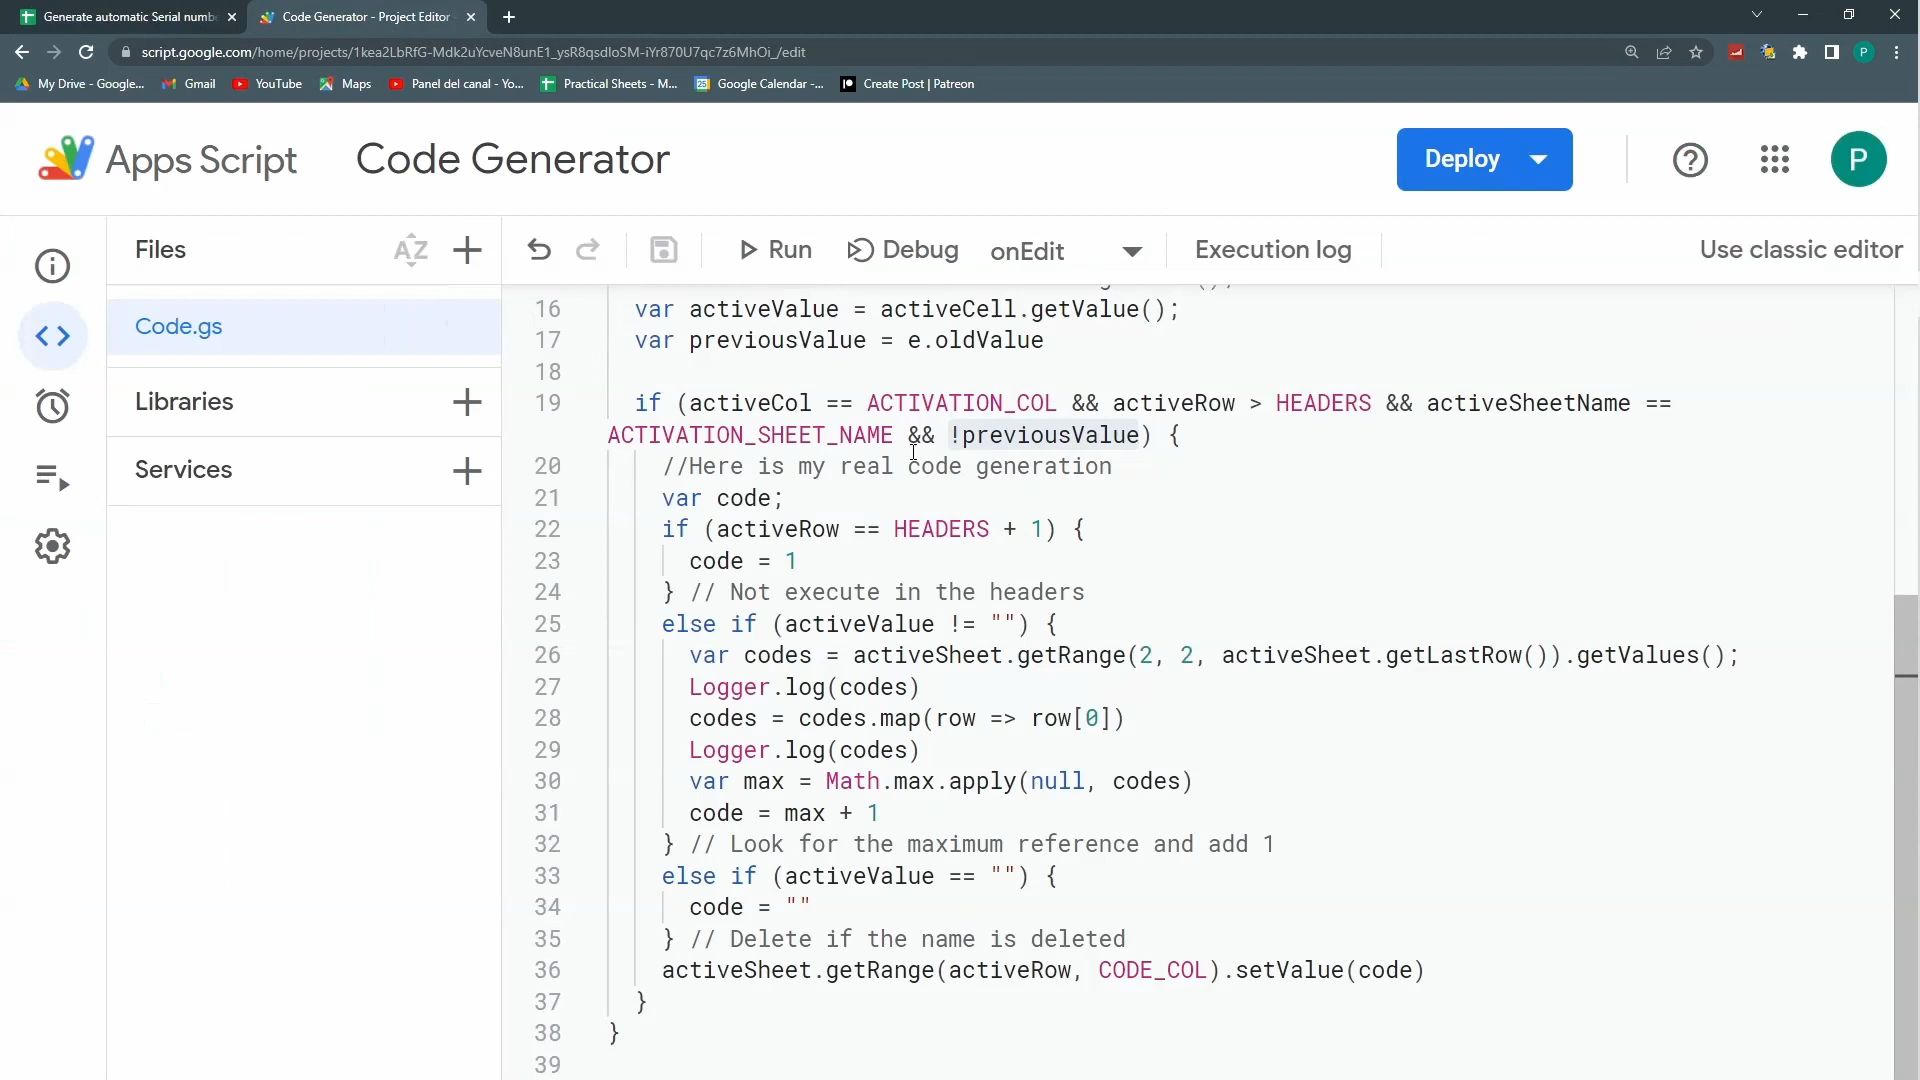 Generate automatic Serial numb
Code Generator - Project Editor
script.google.com/home/projects/1kea2LbRfG-Mdk2uYcveN8unE1_ysR8qsdloSM-iYr870U7qc7z6MhOi_/edit
P
My Drive - Google...
Gmail
YouTube
Maps
Panel del canal - Yo...
Practical Sheets - M...
Google Calendar -...
Create Post | Patreon
Apps Script
Code Generator
Deploy
P
Files
AZ
Run
Debug
onEdit
Execution log
Use classic editor
Code.gs
Libraries
Services
16 var activeValue = activeCell.getValue();
17 var previousValue = e.oldValue
18
19 if (activeCol == ACTIVATION_COL && activeRow > HEADERS && activeSheetName ==
ACTIVATION_SHEET_NAME && !previousValue) {
20 //Here is my real code generation
21 var code;
22 if (activeRow == HEADERS + 1) {
23 code = 1
24 } // Not execute in the headers
25 else if (activeValue != "") {
26 var codes = activeSheet.getRange(2, 2, activeSheet.getLastRow()).getValues();
27 Logger.log(codes)
28 codes = codes.map(row => row[0])
29 Logger.log(codes)
30 var max = Math.max.apply(null, codes)
31 code = max + 1
32 } // Look for the maximum reference and add 1
33 else if (activeValue == "") {
34 code = ""
35 } // Delete if the name is deleted
36 activeSheet.getRange(activeRow, CODE_COL).setValue(code)
37 }
38 }
39